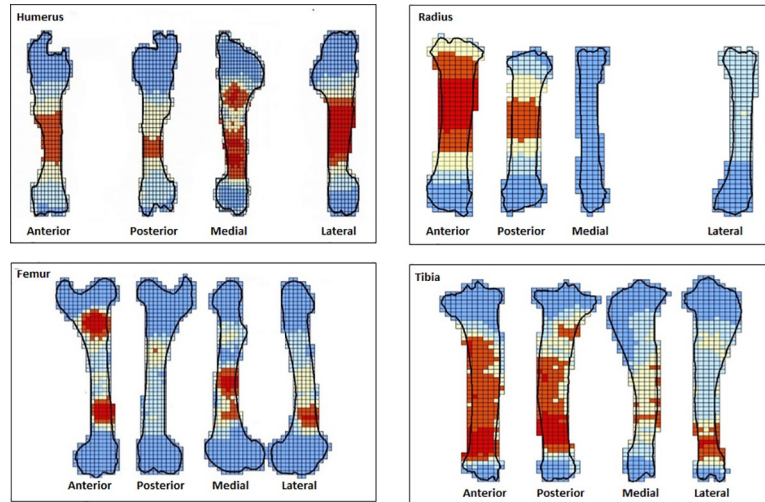 Humerus
Anterior Posterior Medial Lateral
Radius
Anterior Posterior Medial Lateral
Femur
Anterior Posterior Medial Lateral
Tibia
Anterior Posterior Medial Lateral